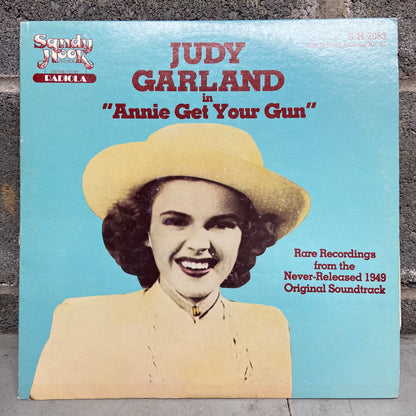 Sandy
Hook
RADIOLA
S.H. 2053
JUDY
GARLAND
in
"Annie Get Your Gun"
Rare Recordings
from the
Never-Released 1949
Original Soundtrack